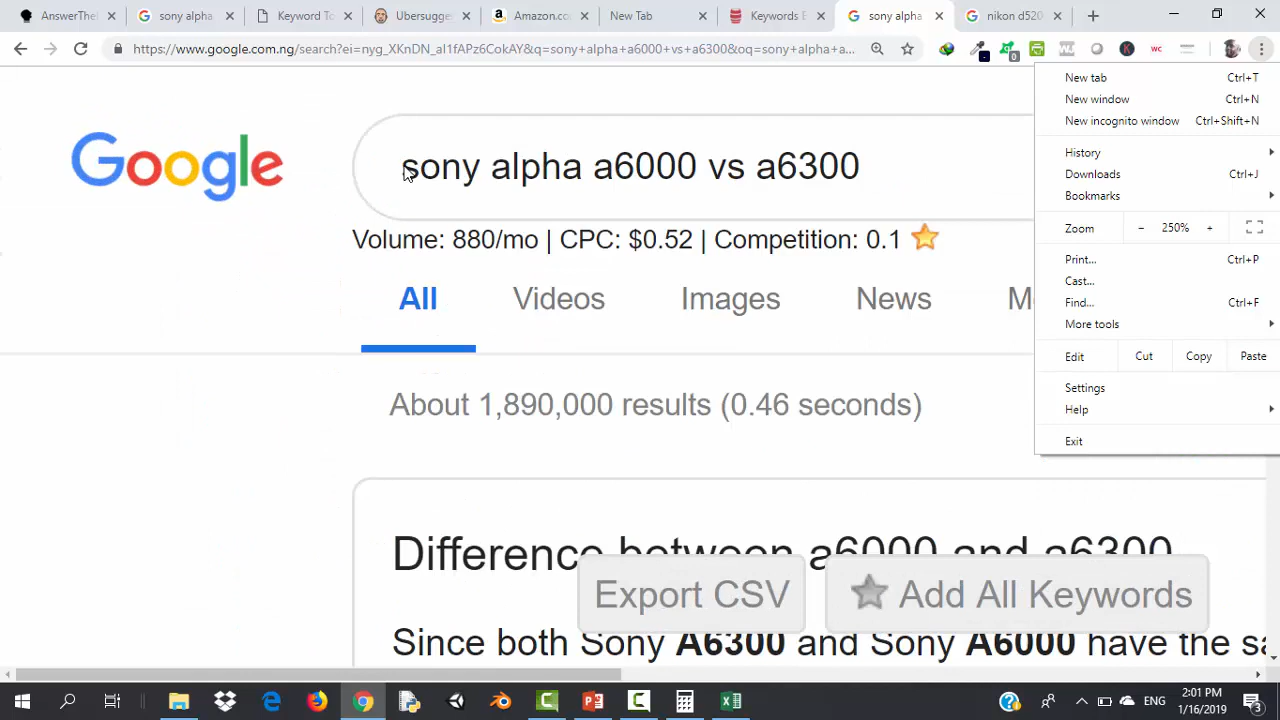 AnswerThe
sony alpha
Keyword To
Ubersugges
Amazon.co
New Tab
Keywords E
sony alpha
nikon d520
https://www.google.com.ng/search?ei=nyg_XKnDN_aI1fAPz6CokAY&q=sony+alpha+a6000+vs+a6300&oq=sony+alpha+a...
0
WJ
K
wc
New tab Ctrl+T
New window Ctrl+N
New incognito window Ctrl+Shift+N
History
Downloads Ctrl+J
Bookmarks
Zoom - 250% +
Print... Ctrl+P
Cast...
Find... Ctrl+F
More tools
Edit Cut Copy Paste
Settings
Help
Exit
Google
sony alpha a6000 vs a6300
Volume: 880/mo | CPC: $0.52 | Competition: 0.1
All Videos Images News M
About 1,890,000 results (0.46 seconds)
Difference between a6000 and a6300
Export CSV
Add All Keywords
Since both Sony A6300 and Sony A6000 have the sa
ENG
2:01 PM
1/16/2019
3